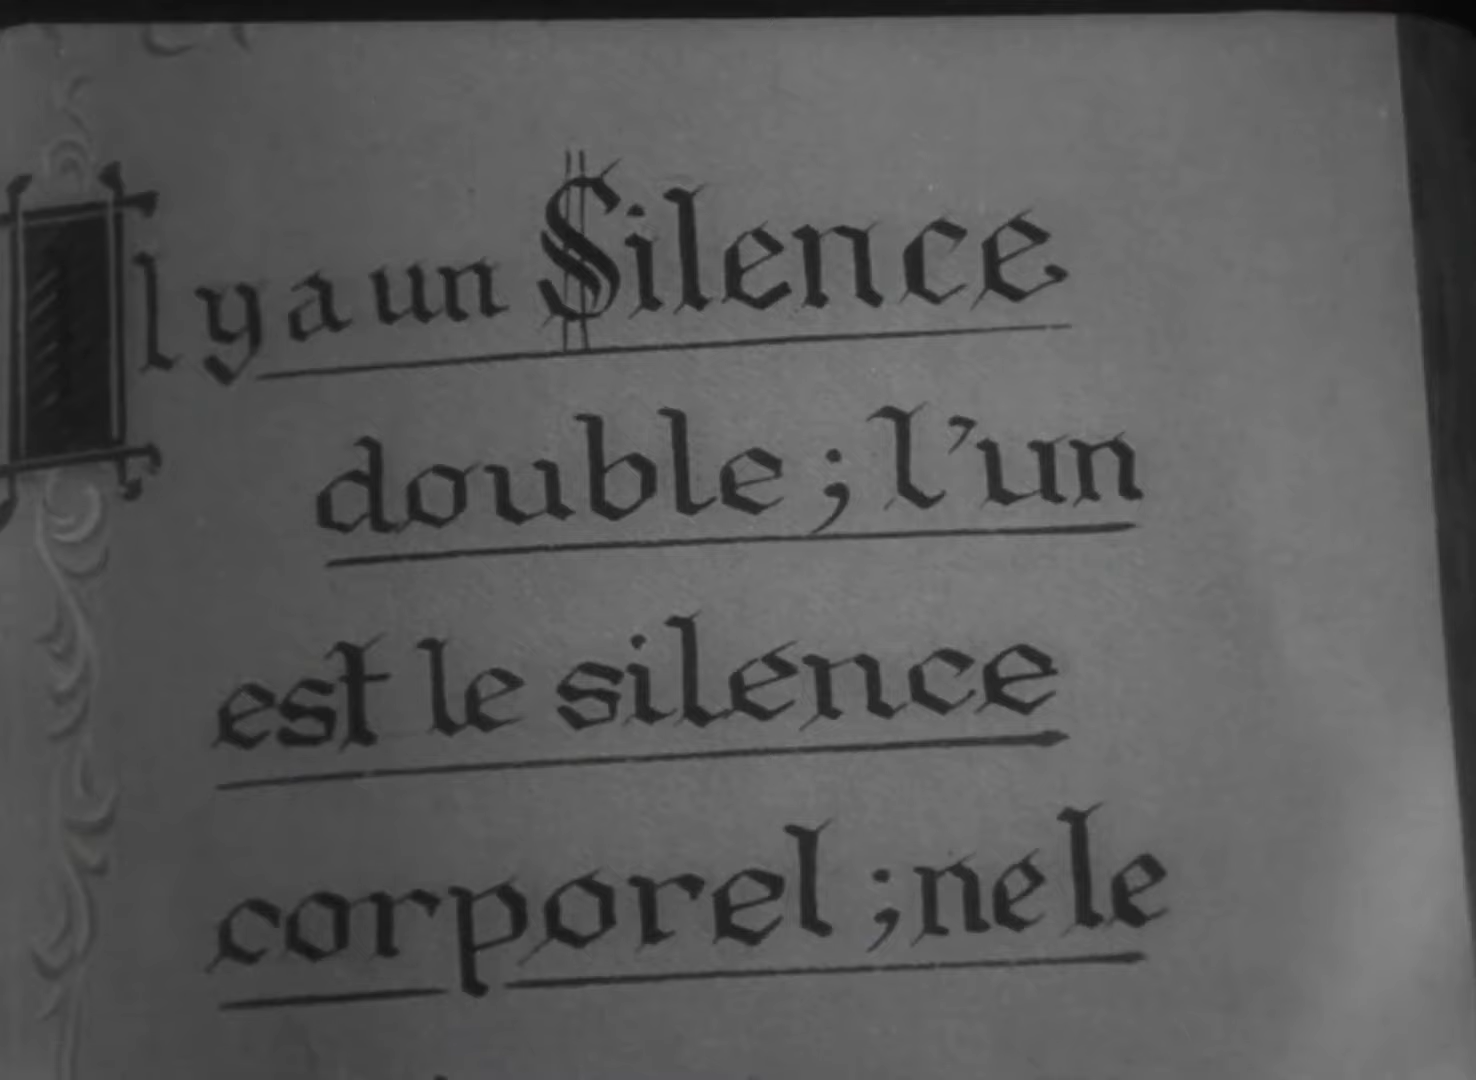 Il y a un Silence
double ; l'un
est le silence
corporel ; ne le